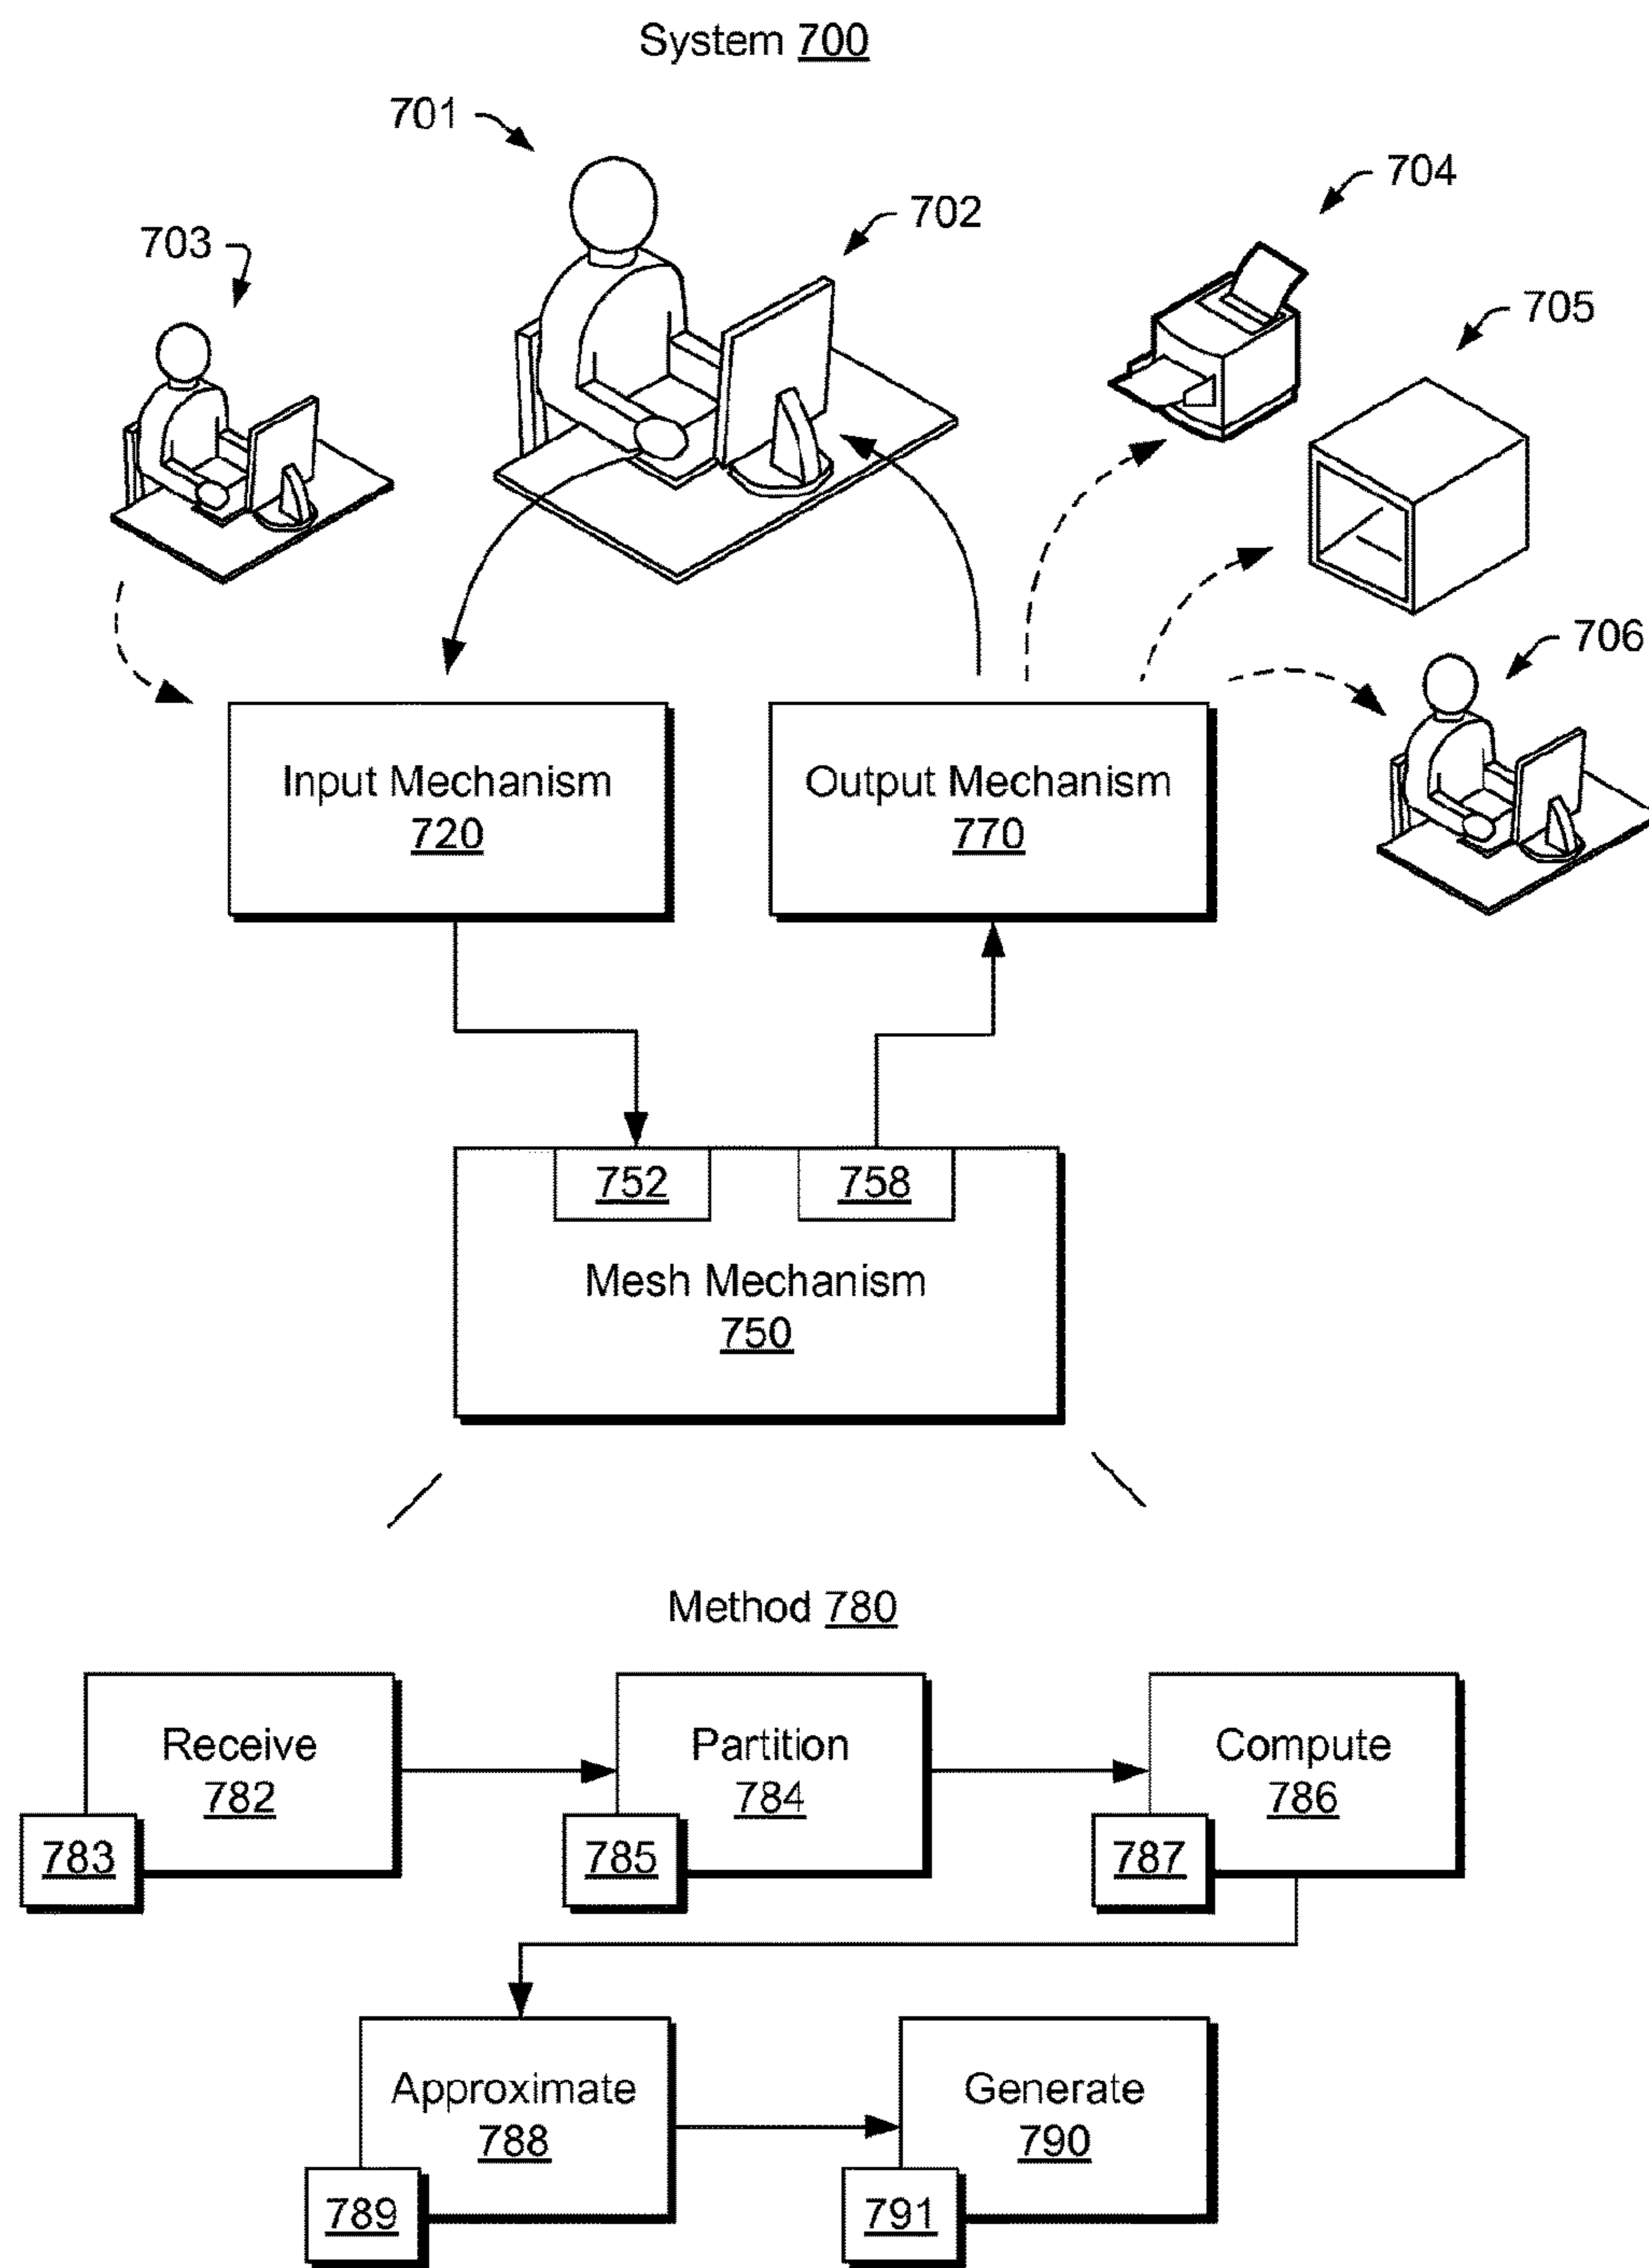 System 700
701
702
703
704
705
706
Input Mechanism
720
Output Mechanism
770
752
758
Mesh Mechanism
750
Method 780
Receive
782
783
Partition
784
785
Compute
786
787
Approximate
788
789
Generate
790
791